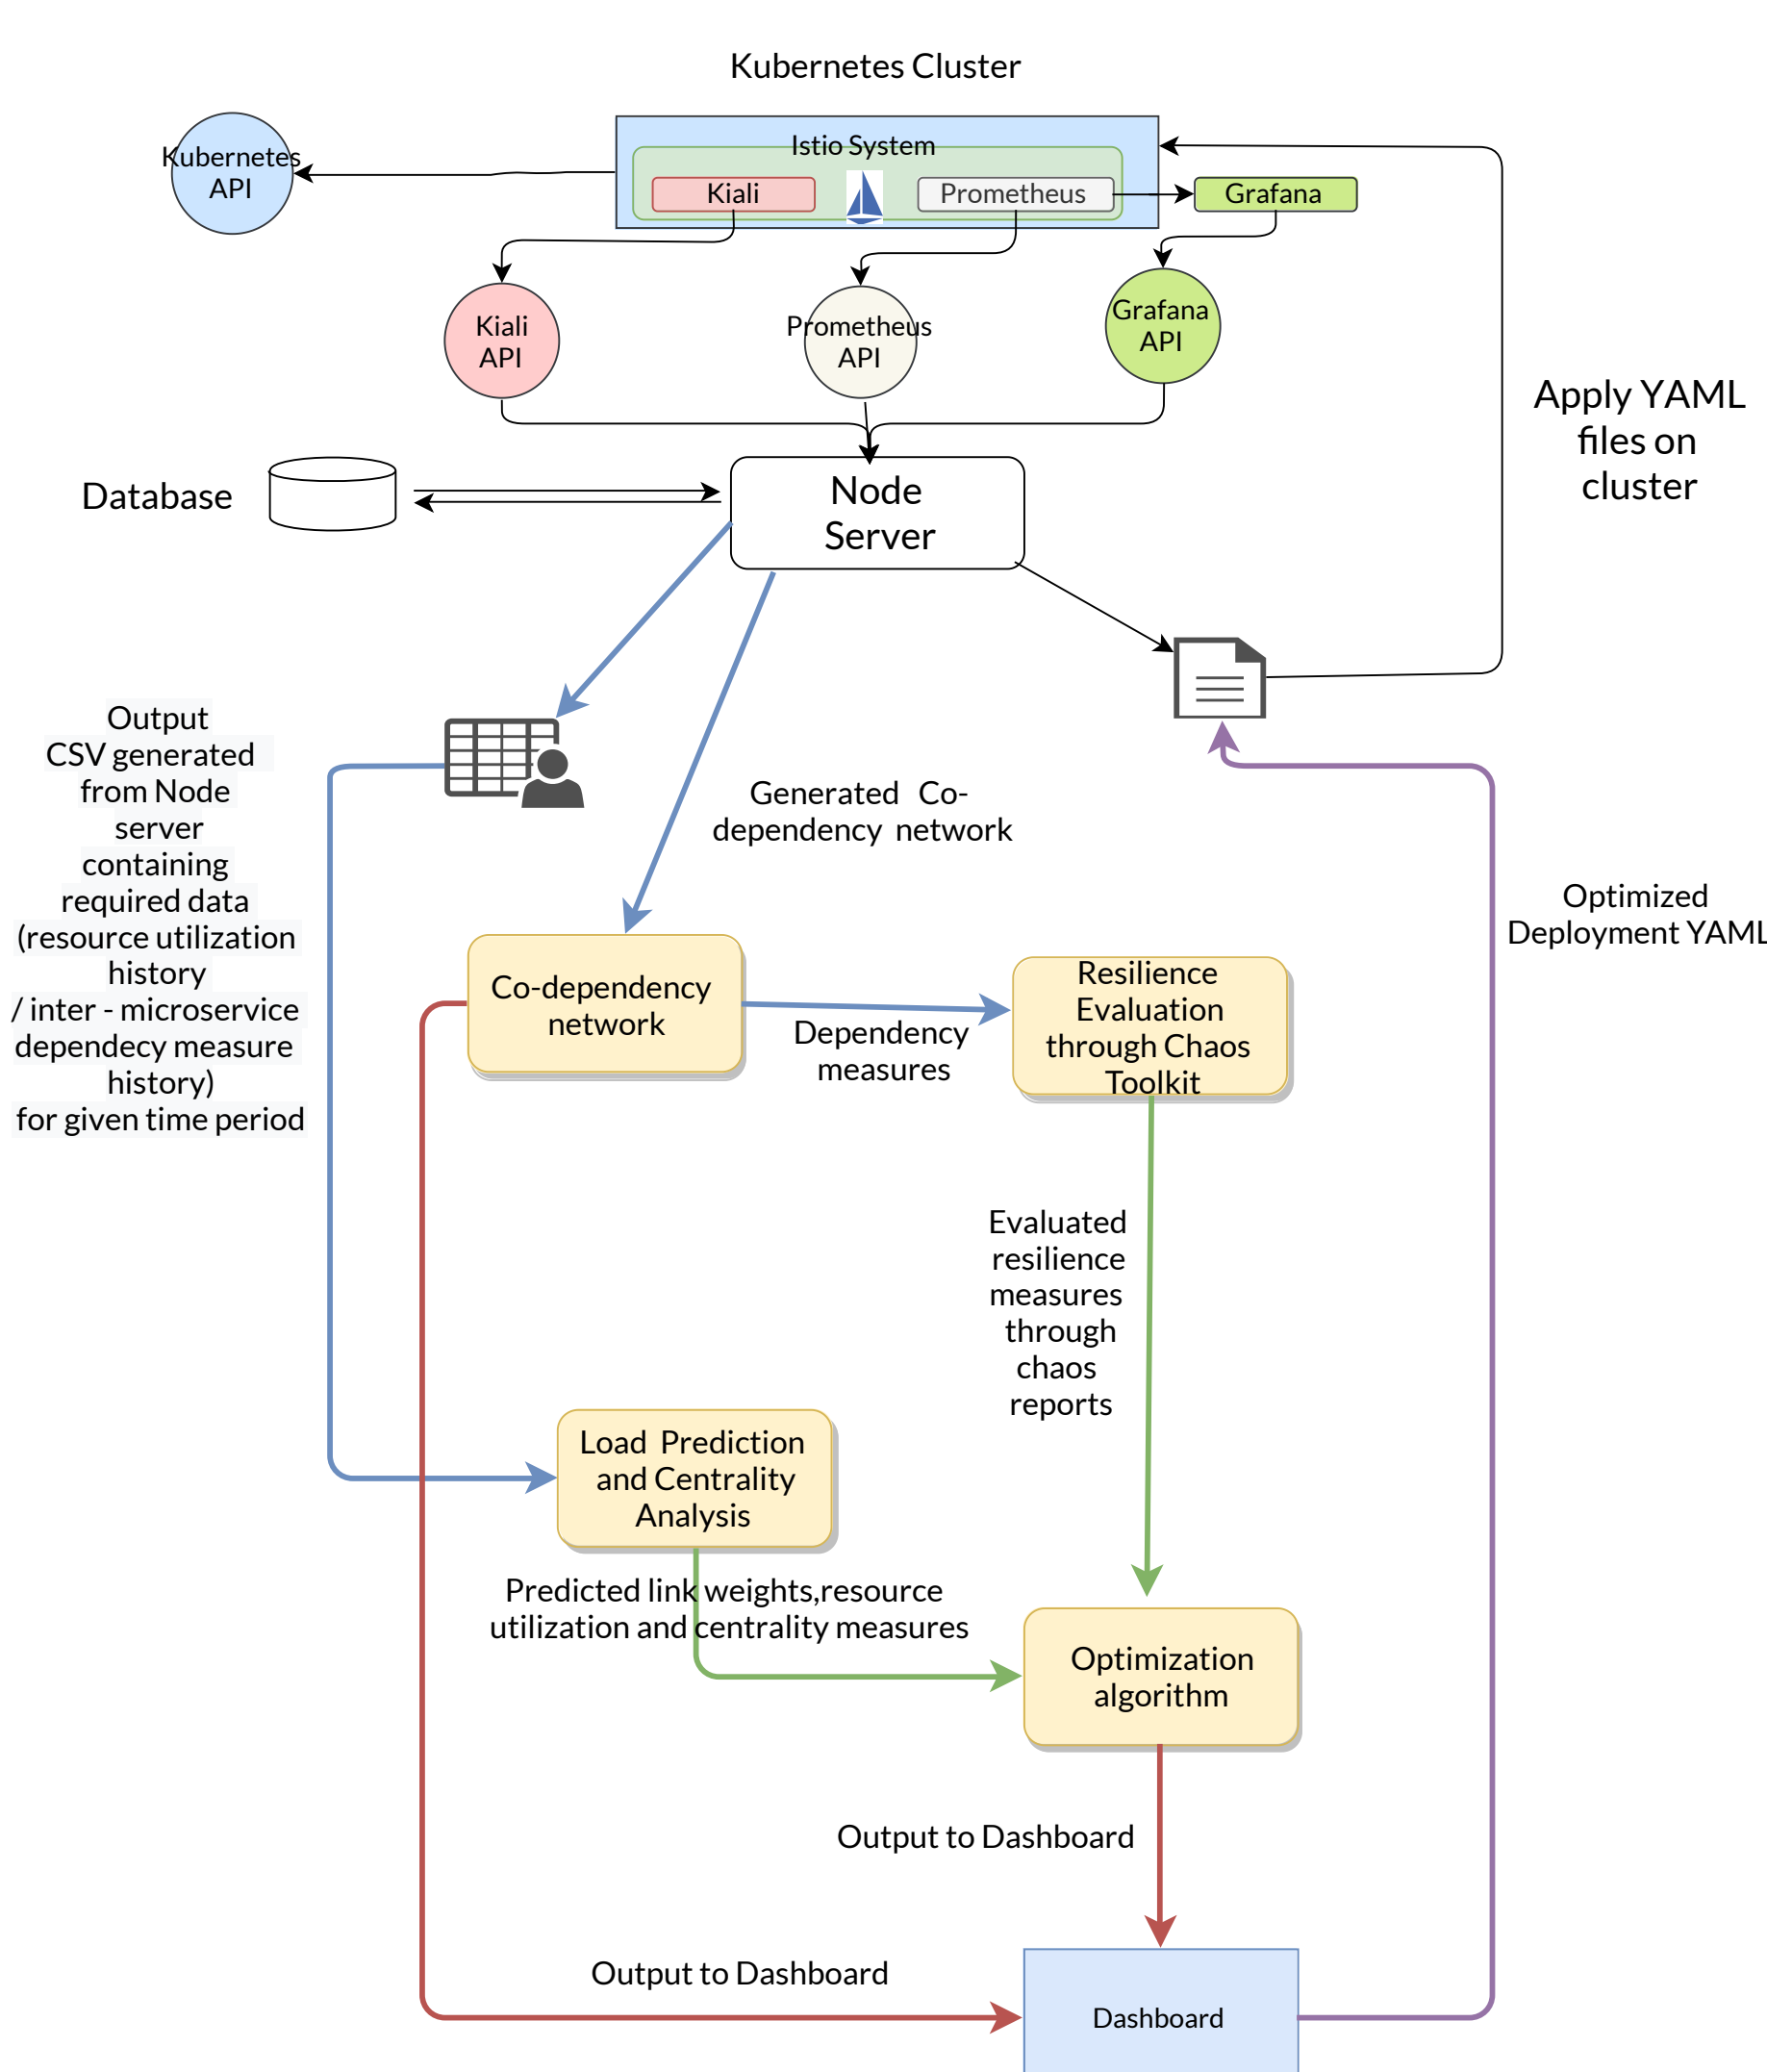 Kubernetes Cluster
Kubernetes
API
Istio System
Kiali
Prometheus
Grafana
Kiali
API
Prometheus
API
Grafana
API
Apply YAML
files on
cluster
Database
Node
Server
Output
CSV generated
from Node
server
containing
required data
(resource utilization
history
/ inter - microservice
dependecy measure
history)
for given time period
Generated Co-
dependency network
Optimized
Deployment YAML
Co-dependency
network
Dependency
measures
Resilience
Evaluation
through Chaos
Toolkit
Evaluated
resilience
measures
through
chaos
reports
Load Prediction
and Centrality
Analysis
Predicted link weights,resource
utilization and centrality measures
Optimization
algorithm
Output to Dashboard
Output to Dashboard
Dashboard